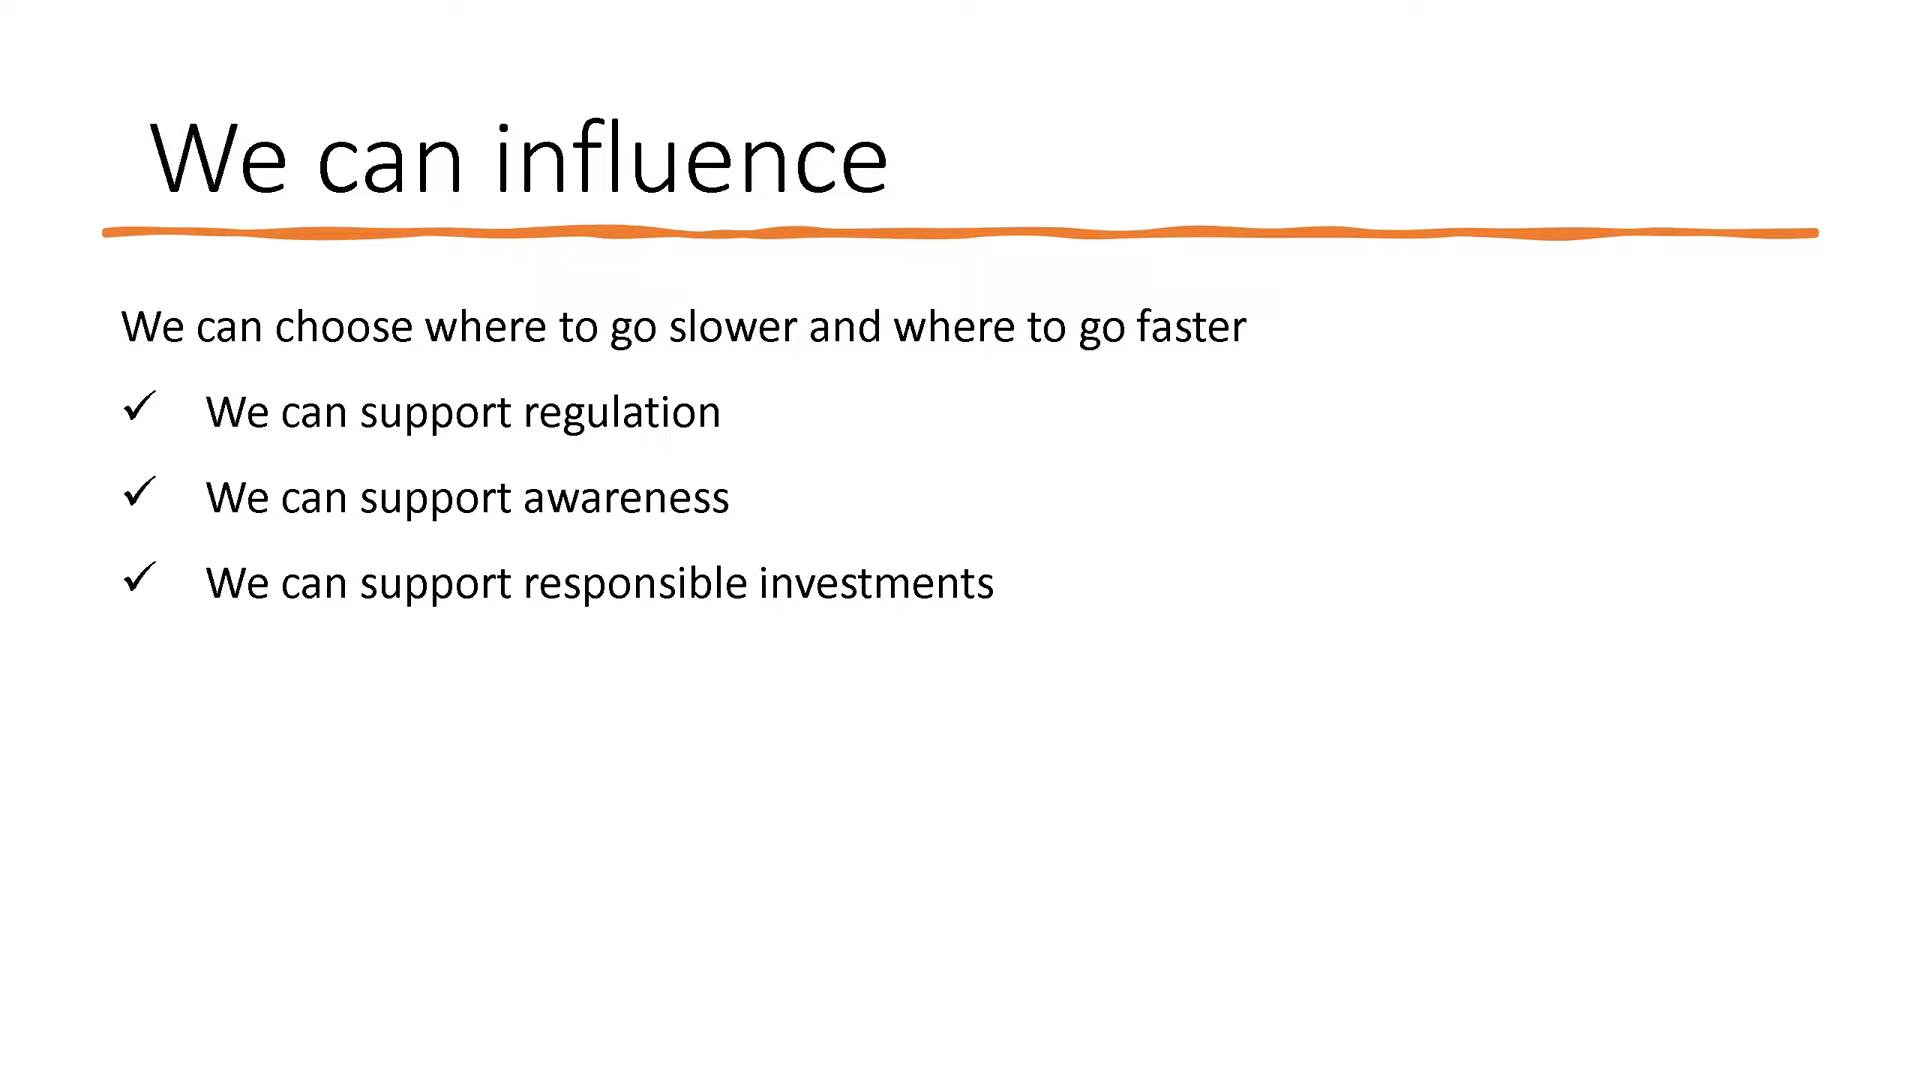 We can influence
We can choose where to go slower and where to go faster
✓ We can support regulation
✓ We can support awareness
✓ We can support responsible investments